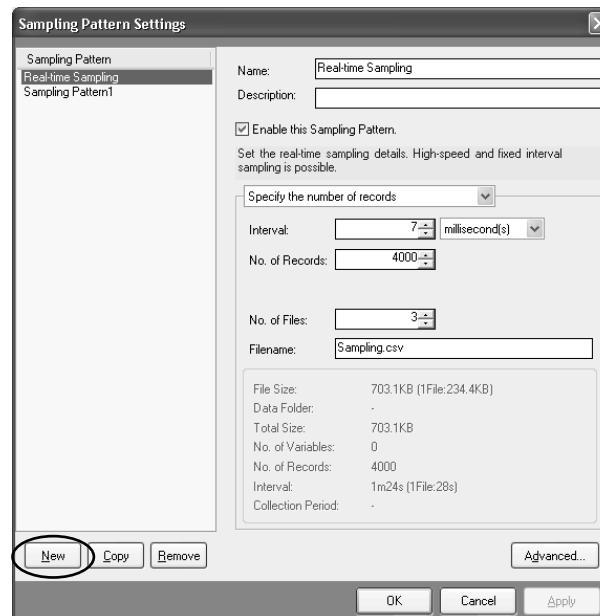 Sampling Pattern Settings
Sampling Pattern
Real-time Sampling
Sampling Pattern1
Name: Real-time Sampling
Description:
Enable this Sampling Pattern.
Set the real-time sampling details. High-speed and fixed interval
sampling is possible.
Specify the number of records
Interval: 7 millisecond(s)
No. of Records: 4000
No. of Files: 3
Filename: Sampling.csv
File Size: 703.1KB (1File:234.4KB)
Data Folder: -
Total Size: 703.1KB
No. of Variables: 0
No. of Records: 4000
Interval: 1m24s (1File:28s)
Collection Period: -
New Copy Remove Advanced...
OK Cancel Apply